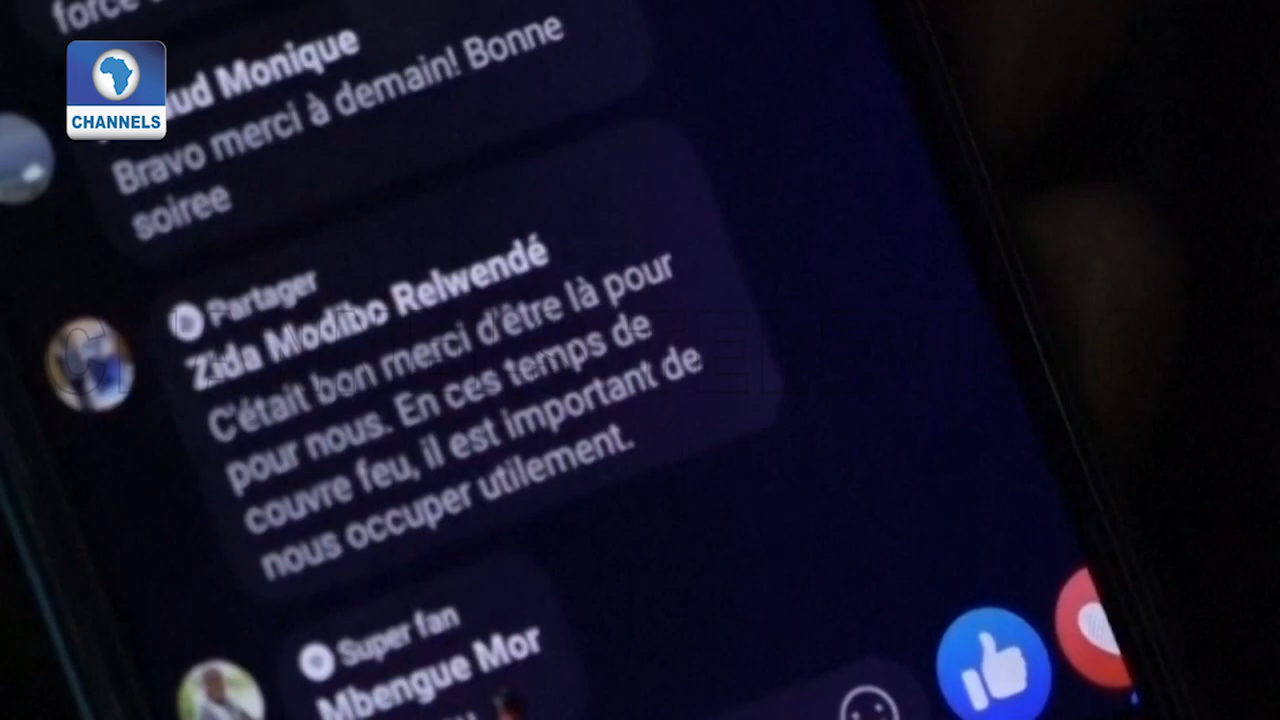 force
CHANNELS
ud Monique
Bravo merci à demain! Bonne
soiree
Partager
Zida Modibo Relwendé
C'était bon merci d'être là pour
pour nous. En ces temps de
couvre feu, il est important de
nous occuper utilement.
Super fan
Mbengue Mor